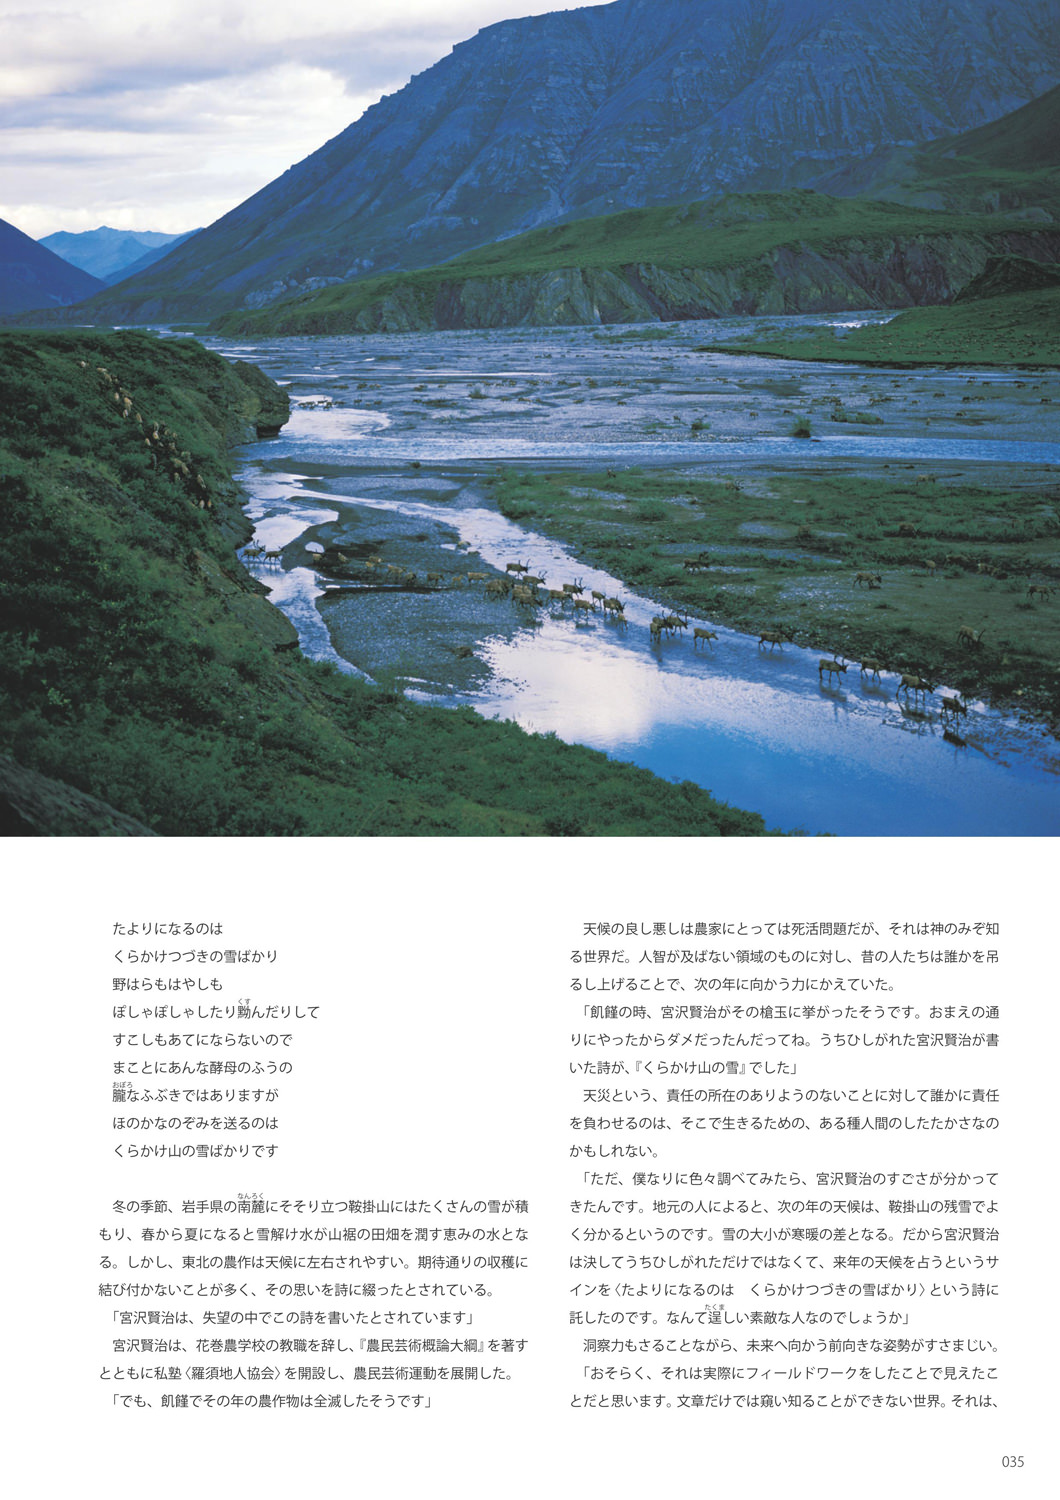 たよりになるのは
くらかけつづきの雪ばかり
野はらもはやしも
ぽしゃぽしゃしたり黝んだりして
すこしもあてにならないので
まことにあんな酵母のふうの
朧なふぶきではありますが
ほのかなのぞみを送るのは
くらかけ山の雪ばかりです
冬の季節、岩手県の南麓にそそり立つ鞍掛山にはたくさんの雪が積
もり、春から夏になると雪解け水が山裾の田畑を潤す恵みの水とな
る。しかし、東北の農作は天候に左右されやすい。期待通りの収穫に
結び付かないことが多く、その思いを詩に綴ったとされている。
「宮沢賢治は、失望の中でこの詩を書いたとされています」
宮沢賢治は、花巻農学校の教職を辞し、『農民芸術概論大綱』を著す
とともに私塾〈羅須地人協会〉を開設し、農民芸術運動を展開した。
「でも、飢饉でその年の農作物は全滅したそうです」
天候の良し悪しは農家にとっては死活問題だが、それは神のみぞ知
る世界だ。人智が及ばない領域のものに対し、昔の人たちは誰かを吊
るし上げることで、次の年に向かう力にかえていた。
「飢饉の時、宮沢賢治がその槍玉に挙がったそうです。おまえの通
りにやったからダメだったんだってね。うちひしがれた宮沢賢治が書
いた詩が、『くらかけ山の雪』でした」
天災という、責任の所在のありようのないことに対して誰かに責任
を負わせるのは、そこで生きるための、ある種人間のしたたかさなの
かもしれない。
「ただ、僕なりに色々調べてみたら、宮沢賢治のすごさが分かって
きたんです。地元の人によると、次の年の天候は、鞍掛山の残雪でよ
く分かるというのです。雪の大小が寒暖の差となる。だから宮沢賢治
は決してうちひしがれただけではなくて、来年の天候を占うというサ
インを〈たよりになるのは　くらかけつづきの雪ばかり〉という詩に
託したのです。なんて逞しい素敵な人なのでしょうか」
洞察力もさることながら、未来へ向かう前向きな姿勢がすさまじい。
「おそらく、それは実際にフィールドワークをしたことで見えたこ
とだと思います。文章だけでは窺い知ることができない世界。それは、
035